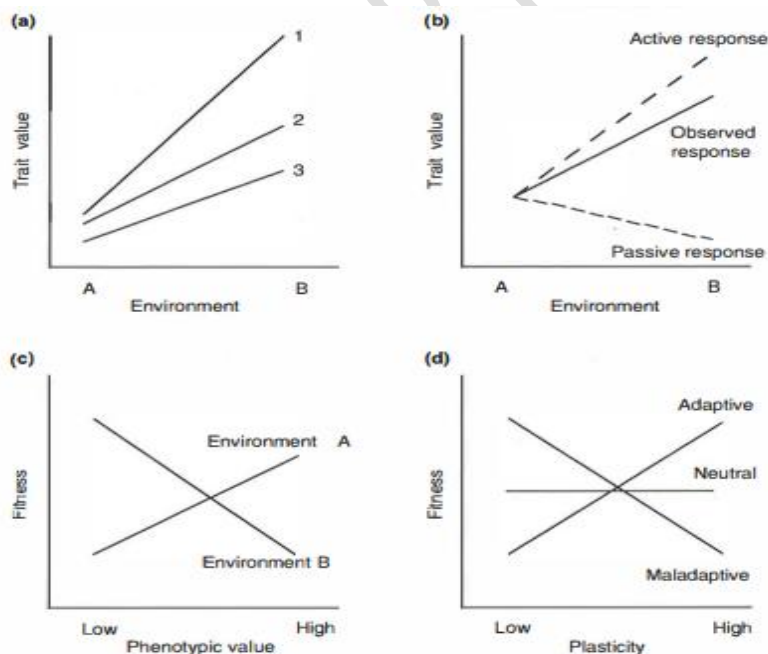 (a)
1
2
3
Trait value
A
B
Environment
(b)
Active response
Observed
response
Passive response
Trait value
A
B
Environment
(c)
Environment A
Environment B
Fitness
Low
High
Phenotypic value
(d)
Adaptive
Neutral
Maladaptive
Fitness
Low
High
Plasticity